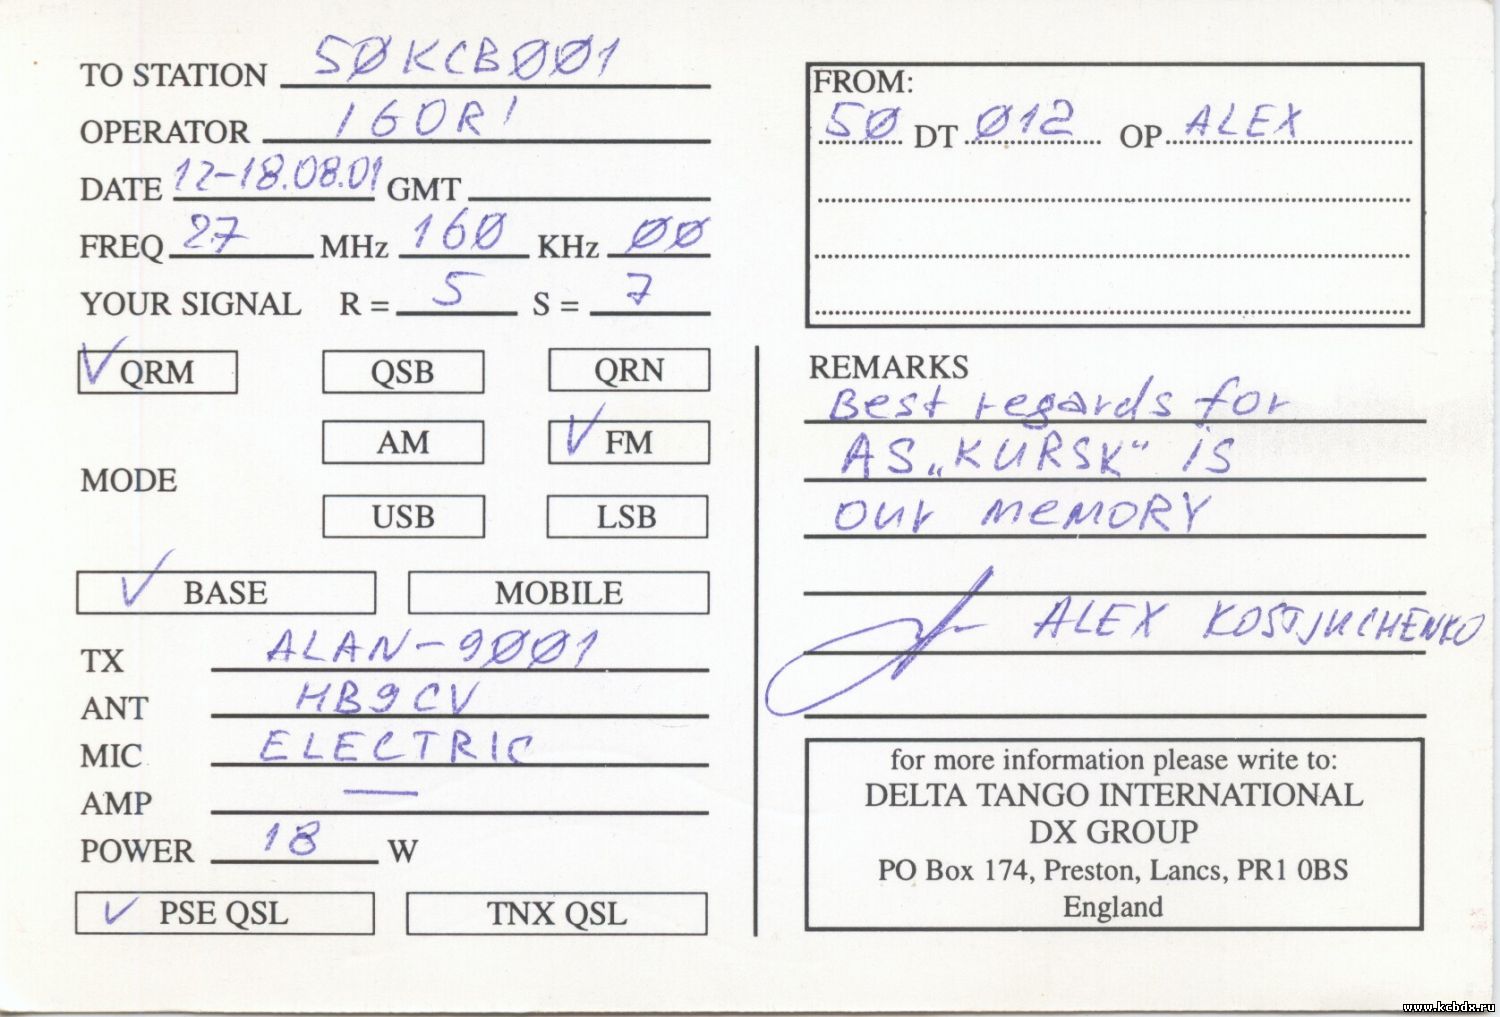 TO STATION 5ØKCBØØ1
OPERATOR IGORI
DATE 12-18.08.01 GMT
FREQ 27 MHz 16Ø KHz ØØ
YOUR SIGNAL R = 5 S = 7
✓ QRM QSB QRN
AM ✓ FM
MODE
USB LSB
✓ BASE MOBILE
TX ALAN-9ØØ1
ANT HB9CV
MIC ELECTRIC
AMP —
POWER 18 W
✓ PSE QSL TNX QSL
FROM:
5Ø DT Ø12 OP ALEX
REMARKS
Best regards for
AS „KURSK“ is
our memory
ALEX KOSTJUCHENKO
for more information please write to:
DELTA TANGO INTERNATIONAL
DX GROUP
PO Box 174, Preston, Lancs, PR1 0BS
England
www.kcbdx.ru